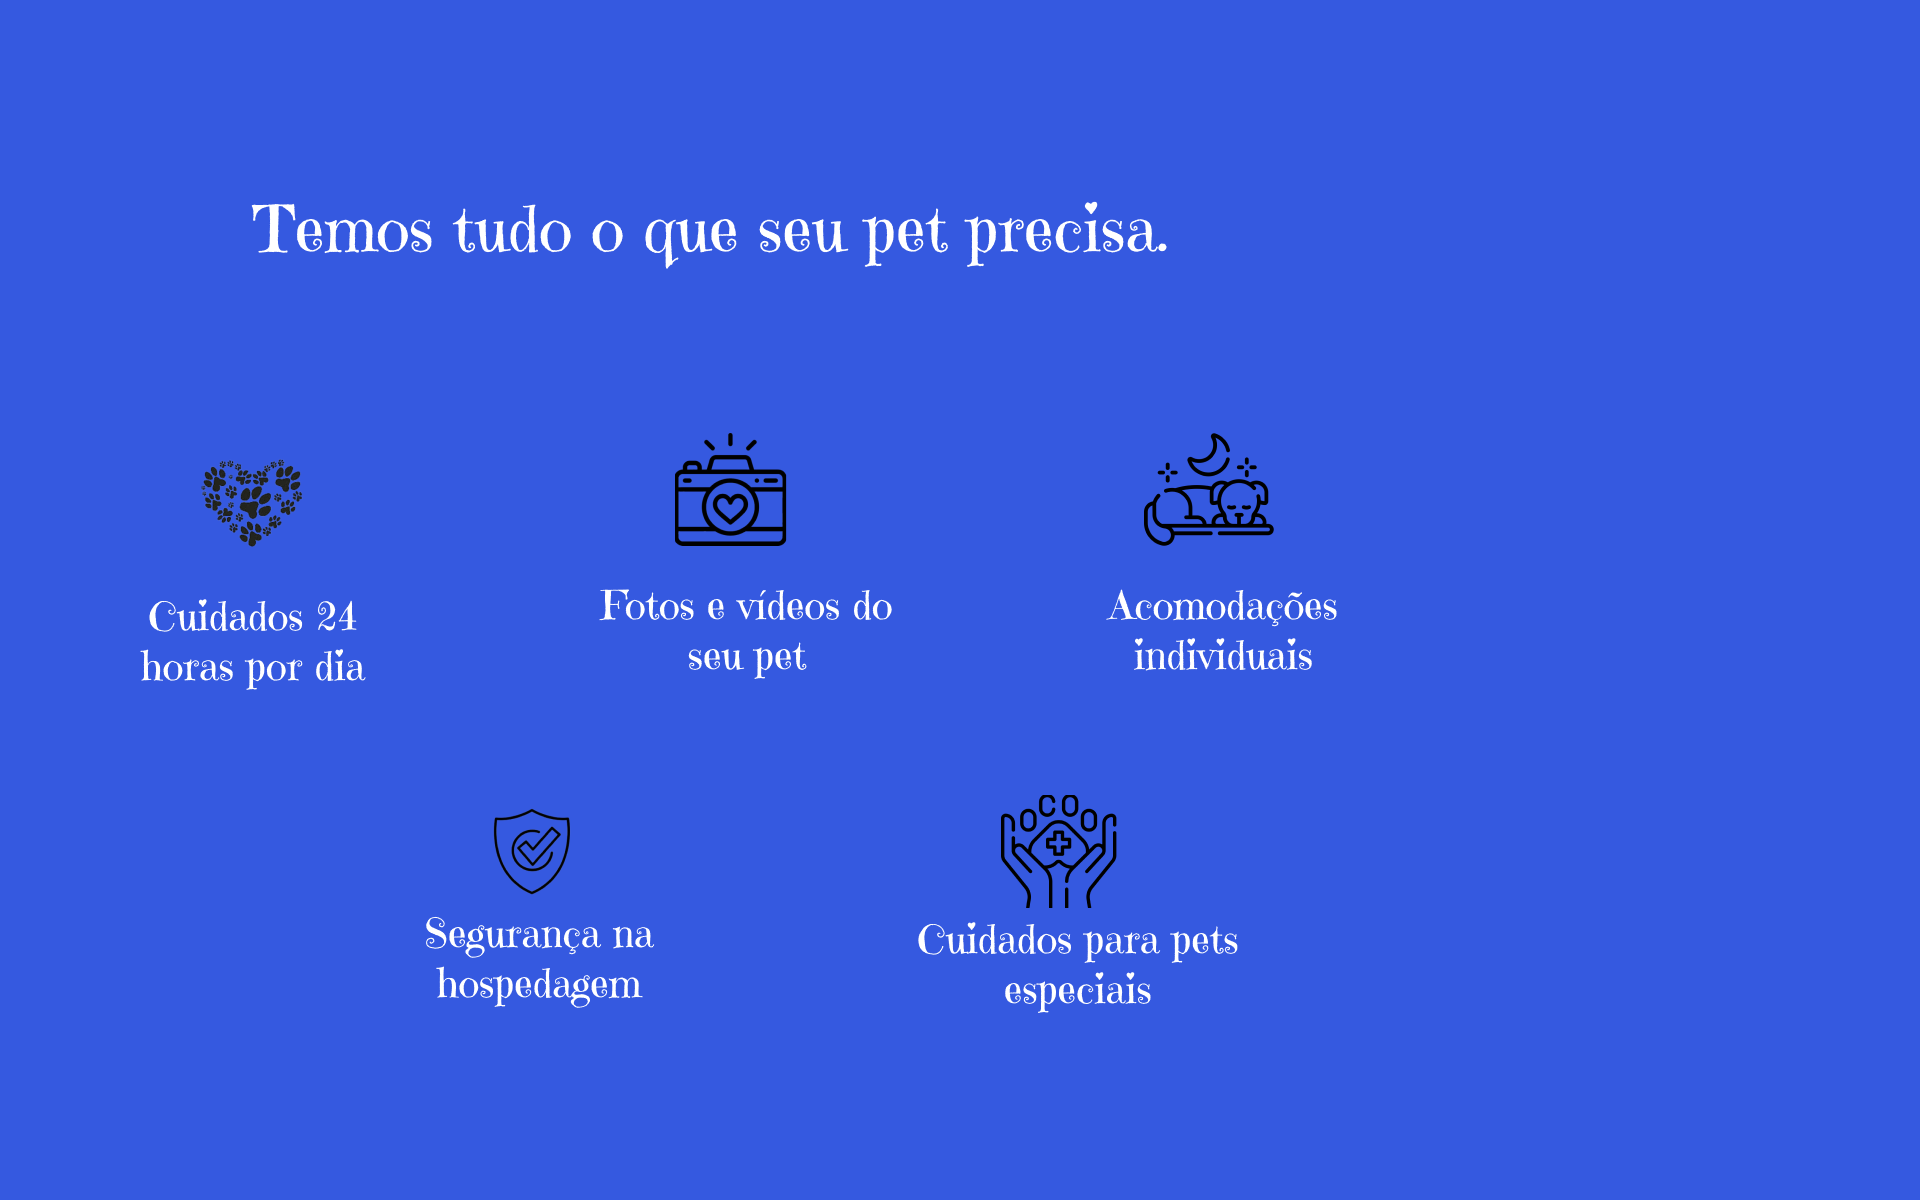 Temos tudo o que seu pet precisa.
Cuidados 24
horas por dia
Fotos e vídeos do
seu pet
Acomodações
individuais
Segurança na
hospedagem
Cuidados para pets
especiais